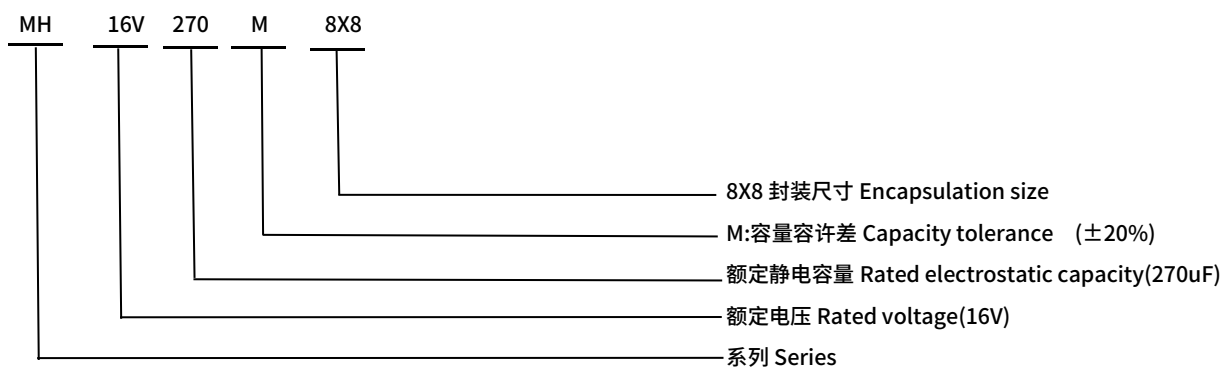 MH 16V 270 M 8X8
8X8 封装尺寸 Encapsulation size
M:容量容许差 Capacity tolerance (±20%)
额定静电容量 Rated electrostatic capacity(270uF)
额定电压 Rated voltage(16V)
系列 Series